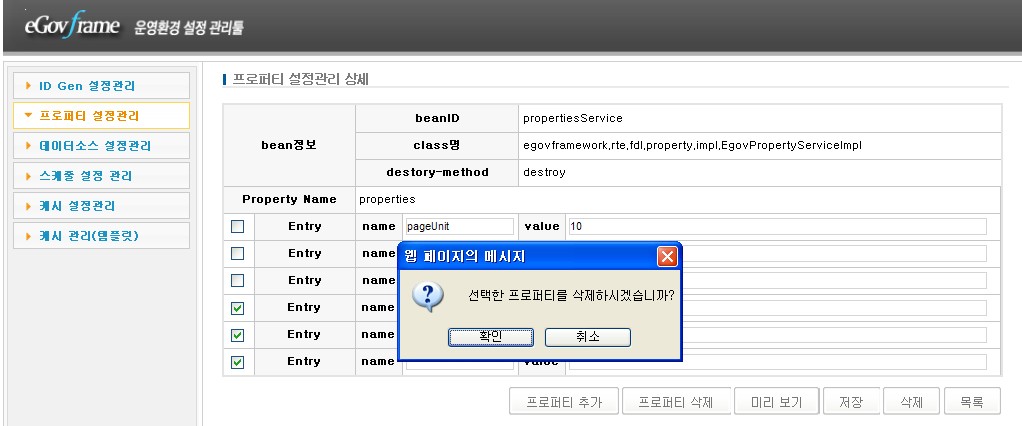 eGovframe 운영환경 설정 관리툴
ID Gen 설정관리
프로퍼티 설정관리
데이터소스 설정관리
스케줄 설정 관리
캐시 설정관리
캐시 관리(템플릿)
프로퍼티 설정관리 상세
bean정보
beanID propertiesService
class명 egovframework.rte.fdl.property.impl.EgovPropertyServiceImpl
destory-method destroy
Property Name properties
Entry name pageUnit value 10
Entry name
Entry name
Entry name
Entry name
Entry name value
웹 페이지의 메시지
선택한 프로퍼티를 삭제하시겠습니까?
확인 취소
프로퍼티 추가 프로퍼티 삭제 미리 보기 저장 삭제 목록